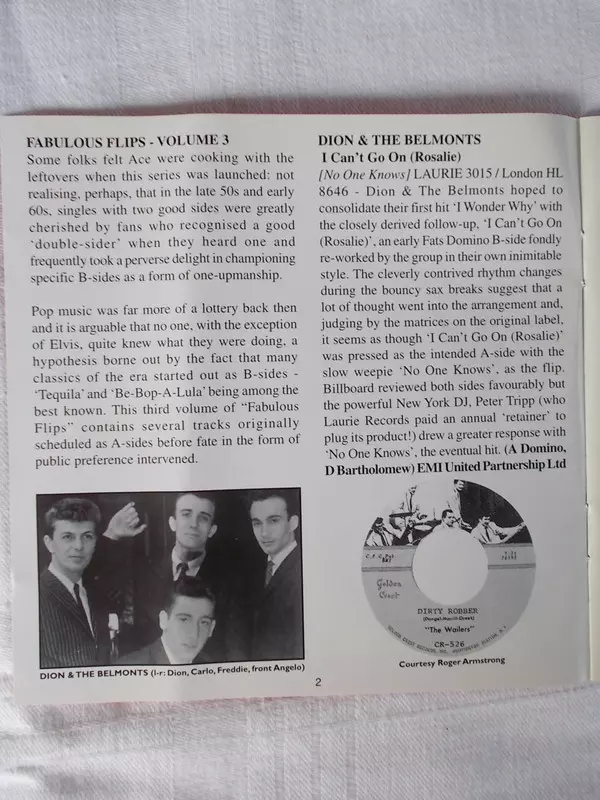 FABULOUS FLIPS - VOLUME 3
Some folks felt Ace were cooking with the
leftovers when this series was launched: not
realising, perhaps, that in the late 50s and early
60s, singles with two good sides were greatly
cherished by fans who recognised a good
'double-sider' when they heard one and
frequently took a perverse delight in championing
specific B-sides as a form of one-upmanship.
Pop music was far more of a lottery back then
and it is arguable that no one, with the exception
of Elvis, quite knew what they were doing, a
hypothesis borne out by the fact that many
classics of the era started out as B-sides -
'Tequila' and 'Be-Bop-A-Lula' being among the
best known. This third volume of "Fabulous
Flips" contains several tracks originally
scheduled as A-sides before fate in the form of
public preference intervened.
DION & THE BELMONTS (l-r: Dion, Carlo, Freddie, front Angelo)
DION & THE BELMONTS
I Can't Go On (Rosalie)
[No One Knows] LAURIE 3015 / London HL
8646 - Dion & The Belmonts hoped to
consolidate their first hit 'I Wonder Why' with
the closely derived follow-up, 'I Can't Go On
(Rosalie)', an early Fats Domino B-side fondly
re-worked by the group in their own inimitable
style. The cleverly contrived rhythm changes
during the bouncy sax breaks suggest that a
lot of thought went into the arrangement and,
judging by the matrices on the original label,
it seems as though 'I Can't Go On (Rosalie)'
was pressed as the intended A-side with the
slow weepie 'No One Knows', as the flip.
Billboard reviewed both sides favourably but
the powerful New York DJ, Peter Tripp (who
Laurie Records paid an annual 'retainer' to
plug its product!) drew a greater response with
'No One Knows', the eventual hit. (A Domino,
D Bartholomew) EMI United Partnership Ltd
Golden
Crest
DIRTY ROBBER
"The Wailers"
CR-526
Courtesy Roger Armstrong
2